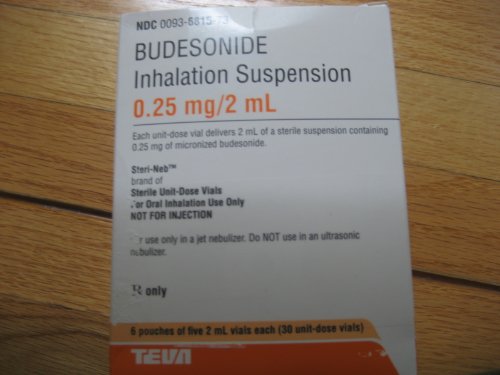 NDC 0093-6815-73
BUDESONIDE
Inhalation Suspension
0.25 mg/2 mL
Each unit-dose vial delivers 2 mL of a sterile suspension containing
0.25 mg of micronized budesonide.
Steri-Neb™
brand of
Sterile Unit-Dose Vials
For Oral Inhalation Use Only
NOT FOR INJECTION
For use only in a jet nebulizer. Do NOT use in an ultrasonic
nebulizer.
℞ only
6 pouches of five 2 mL vials each (30 unit-dose vials)
TEVA